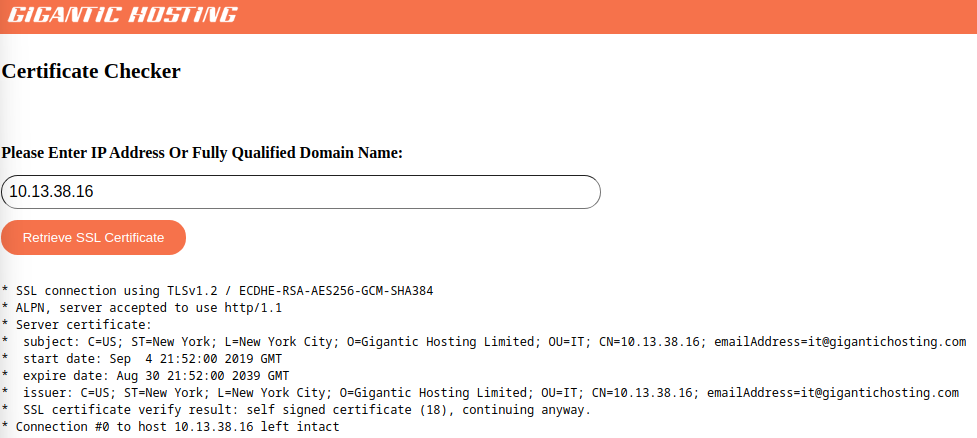 GIGANTIC HOSTING
Certificate Checker
Please Enter IP Address Or Fully Qualified Domain Name:
10.13.38.16
Retrieve SSL Certificate
* SSL connection using TLSv1.2 / ECDHE-RSA-AES256-GCM-SHA384
* ALPN, server accepted to use http/1.1
* Server certificate:
*  subject: C=US; ST=New York; L=New York City; O=Gigantic Hosting Limited; OU=IT; CN=10.13.38.16; emailAddress=it@gigantichosting.com
*  start date: Sep  4 21:52:00 2019 GMT
*  expire date: Aug 30 21:52:00 2039 GMT
*  issuer: C=US; ST=New York; L=New York City; O=Gigantic Hosting Limited; OU=IT; CN=10.13.38.16; emailAddress=it@gigantichosting.com
*  SSL certificate verify result: self signed certificate (18), continuing anyway.
* Connection #0 to host 10.13.38.16 left intact